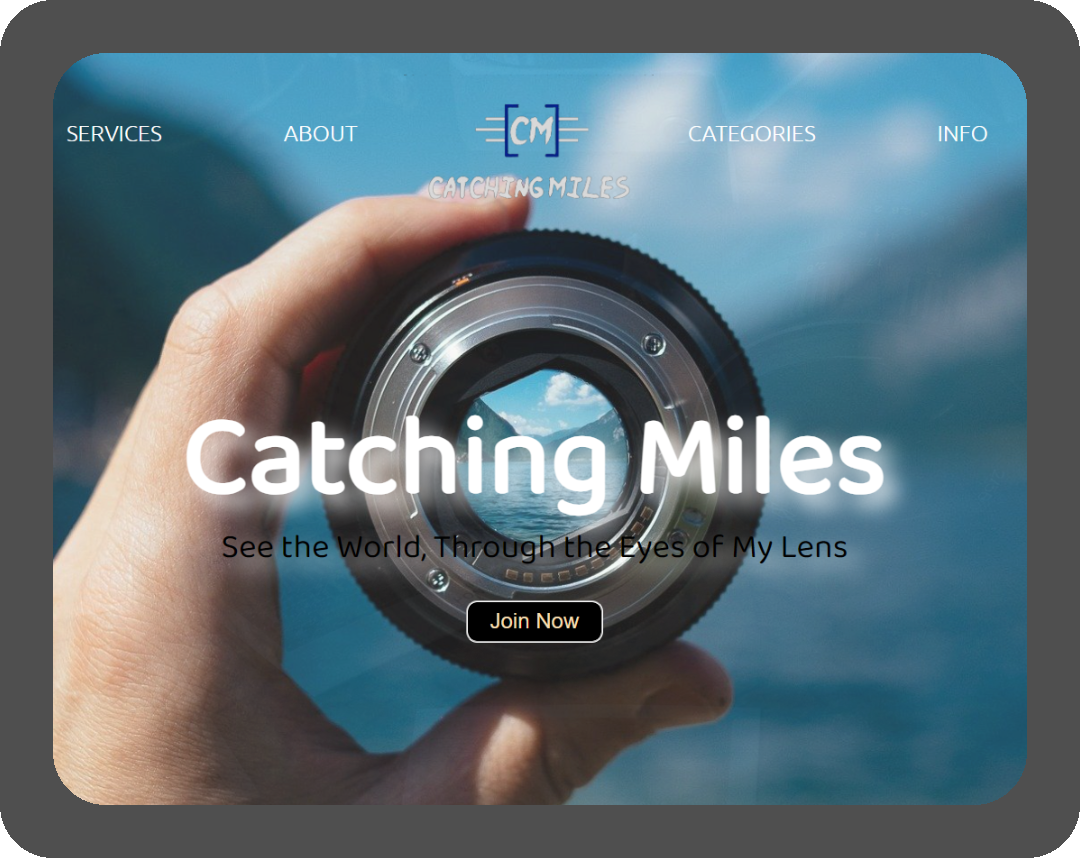 SERVICES ABOUT CM CATEGORIES INFO
CATCHING MILES
Catching Miles
See the World, Through the Eyes of My Lens
Join Now